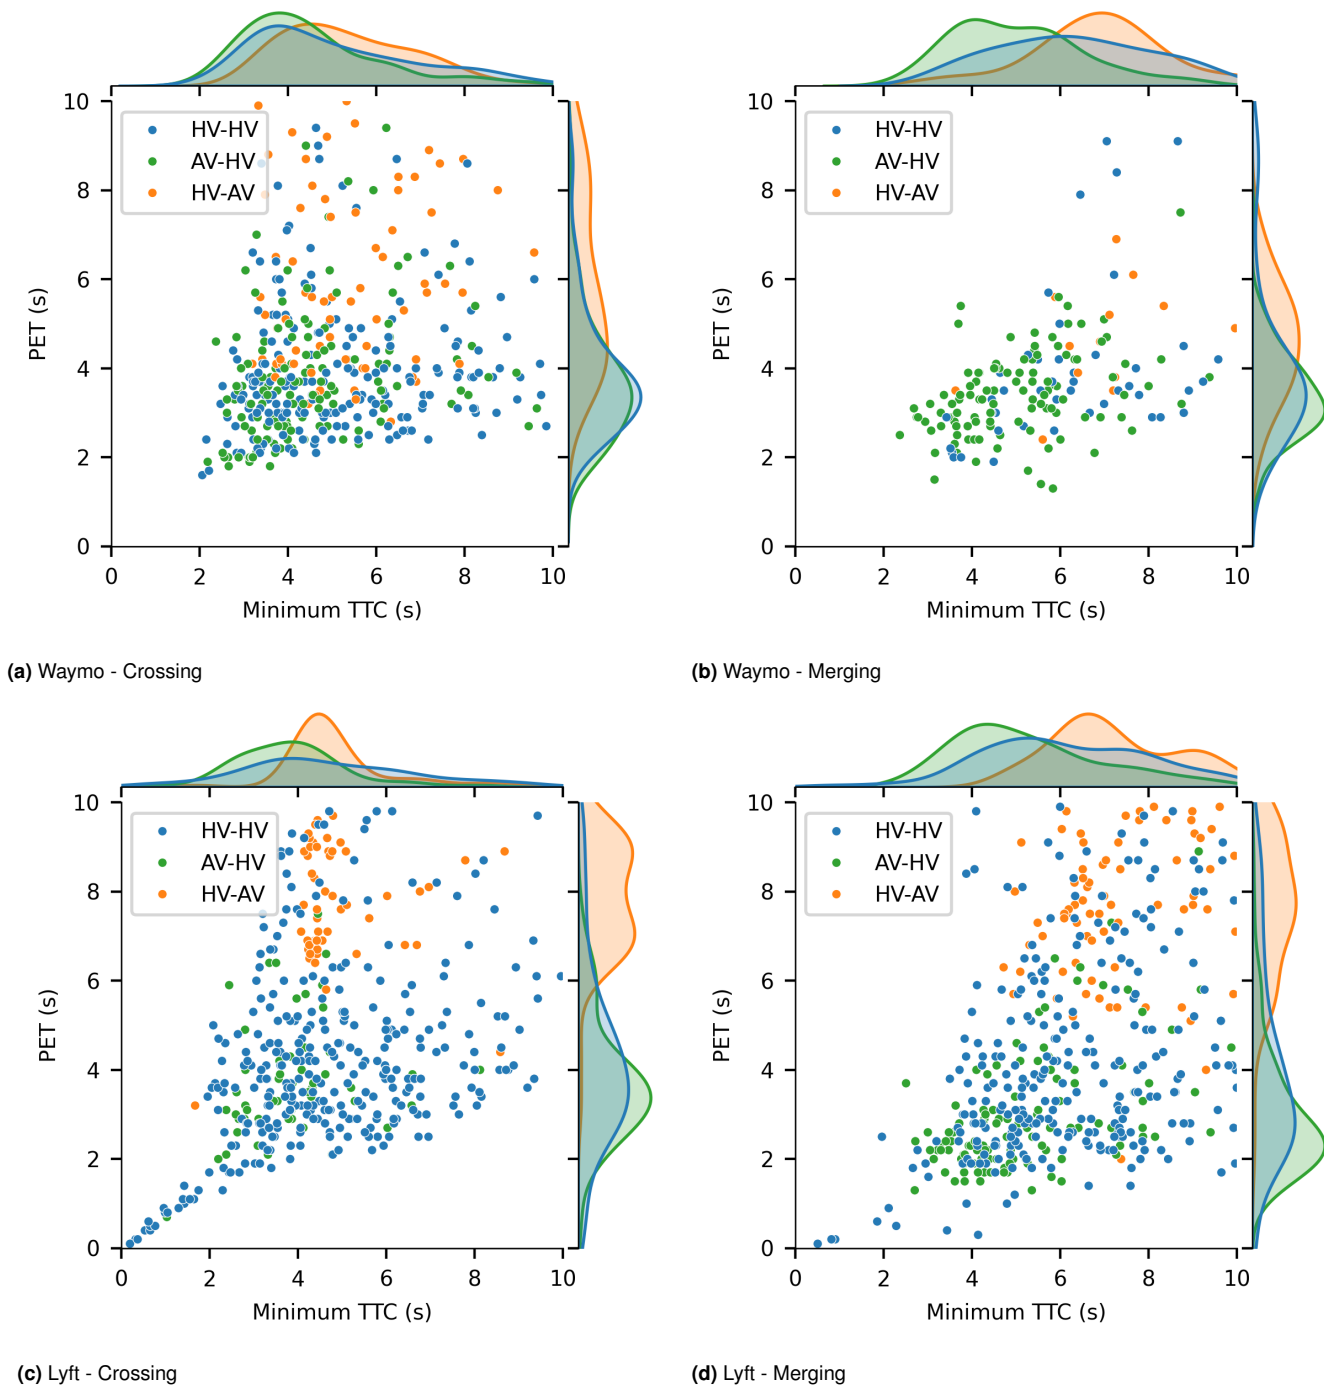 10
8
6
4
2
0
PET (s)
HV-HV
AV-HV
HV-AV
0 2 4 6 8 10
Minimum TTC (s)
(a) Waymo - Crossing
10
8
6
4
2
0
PET (s)
HV-HV
AV-HV
HV-AV
0 2 4 6 8 10
Minimum TTC (s)
(b) Waymo - Merging
10
8
6
4
2
0
PET (s)
HV-HV
AV-HV
HV-AV
0 2 4 6 8 10
Minimum TTC (s)
(c) Lyft - Crossing
10
8
6
4
2
0
PET (s)
HV-HV
AV-HV
HV-AV
0 2 4 6 8 10
Minimum TTC (s)
(d) Lyft - Merging